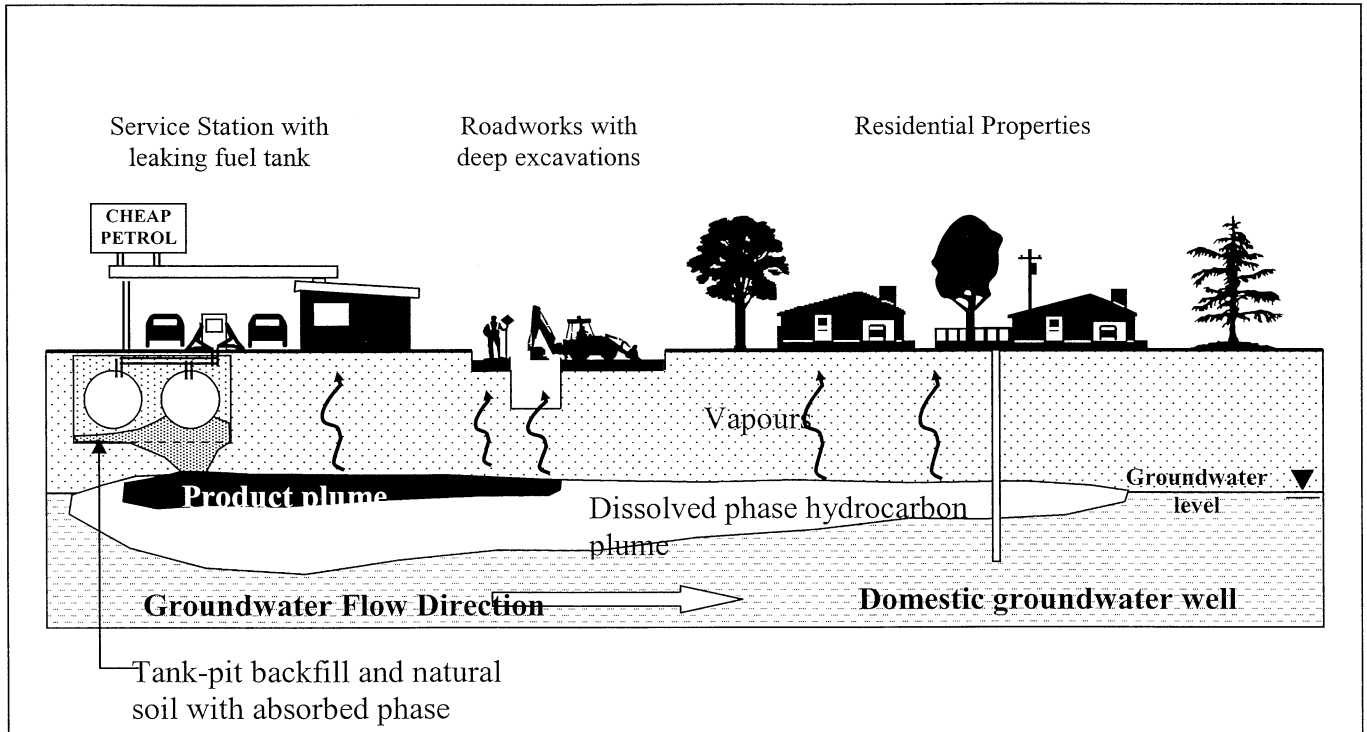 Service Station with
leaking fuel tank
Roadworks with
deep excavations
Residential Properties
CHEAP
PETROL
Vapours
Groundwater
level
Product plume
Dissolved phase hydrocarbon
plume
Groundwater Flow Direction
Domestic groundwater well
Tank-pit backfill and natural
soil with absorbed phase